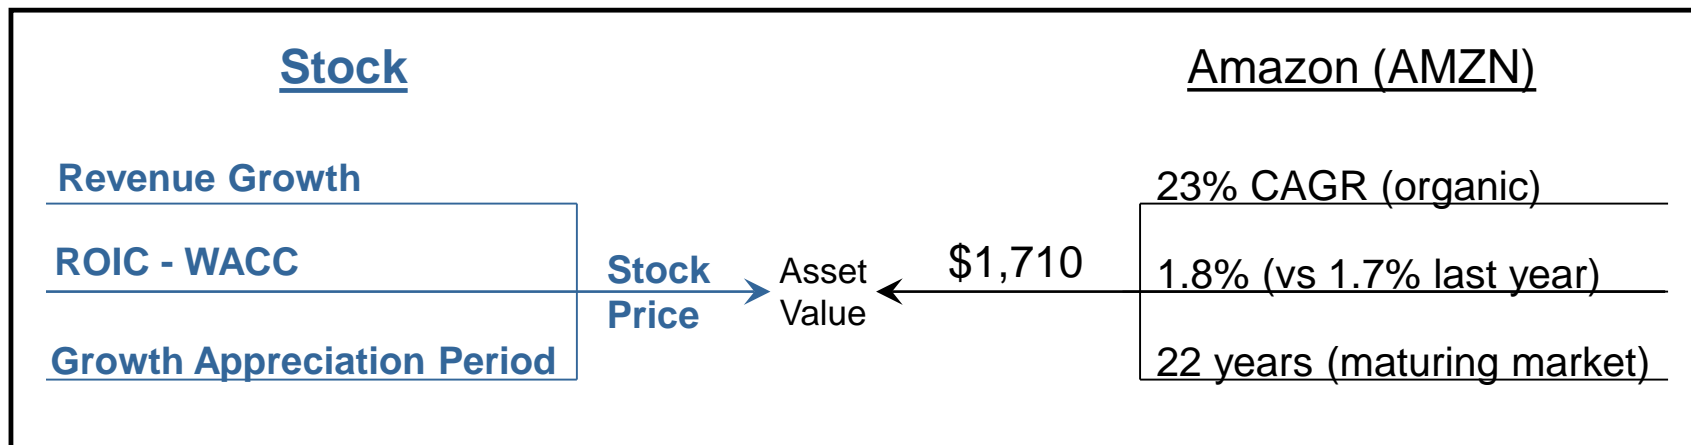 Stock
Amazon (AMZN)
Revenue Growth
23% CAGR (organic)
ROIC - WACC
Stock
Price
Asset
Value
$1,710
1.8% (vs 1.7% last year)
Growth Appreciation Period
22 years (maturing market)